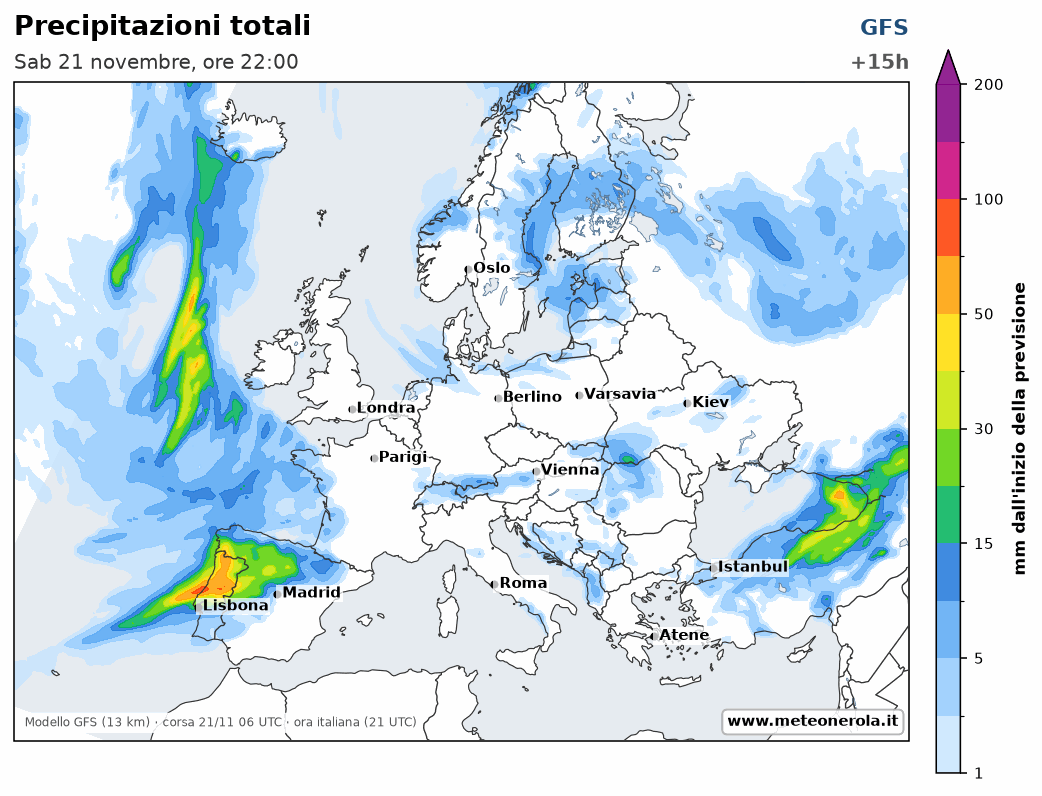 Precipitazioni totali
GFS
Sab 21 novembre, ore 22:00
+15h
200
100
50
30
15
5
1
mm dall'inizio della previsione
Oslo
Berlino
Varsavia
Kiev
Londra
Parigi
Vienna
Istanbul
Roma
Madrid
Lisbona
Atene
Modello GFS (13 km) · corsa 21/11 06 UTC · ora italiana (21 UTC)
www.meteonerola.it